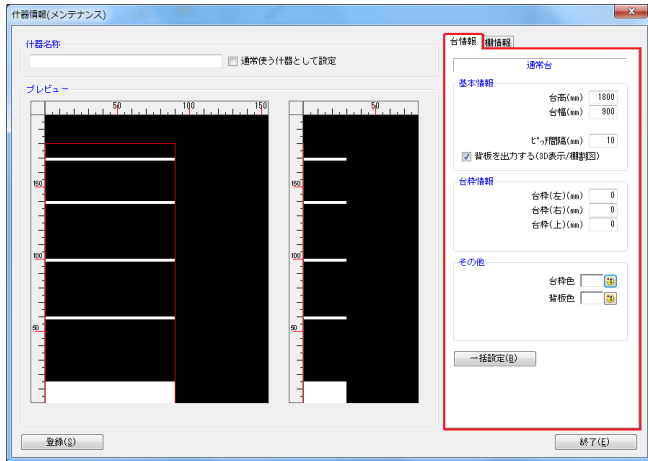 什器情報(メンテナンス)
什器名称
通常使う什器として設定
プレビュー
50 100 150
50
150
100
50
150
100
50
台情報 棚情報
通常台
基本情報
台高(mm) 1800
台幅(mm) 900
ピッチ間隔(mm) 10
背板を出力する(3D表示/棚割図)
台枠情報
台枠(左)(mm) 0
台枠(右)(mm) 0
台枠(上)(mm) 0
その他
台枠色
背板色
一括設定(B)
登録(S)
終了(E)